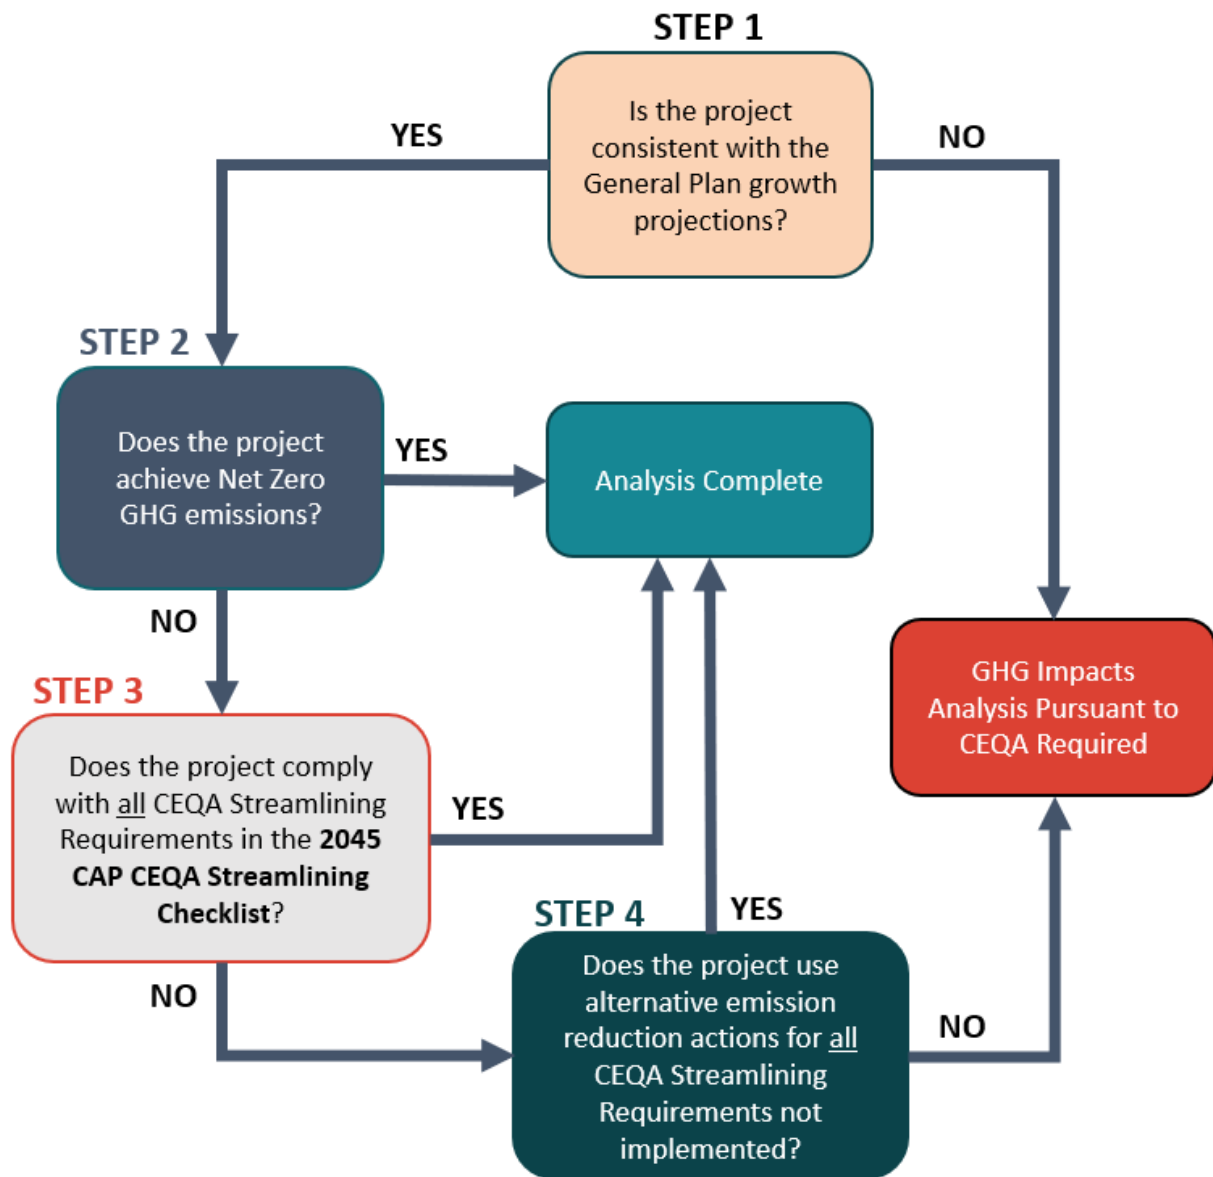 STEP 1
Is the project
consistent with the
General Plan growth
projections?
YES
NO
STEP 2
Does the project
achieve Net Zero
GHG emissions?
YES
Analysis Complete
NO
GHG Impacts
Analysis Pursuant to
CEQA Required
STEP 3
Does the project comply
with all CEQA Streamlining
Requirements in the 2045
CAP CEQA Streamlining
Checklist?
YES
NO
STEP 4
YES
Does the project use
alternative emission
reduction actions for all
CEQA Streamlining
Requirements not
implemented?
NO